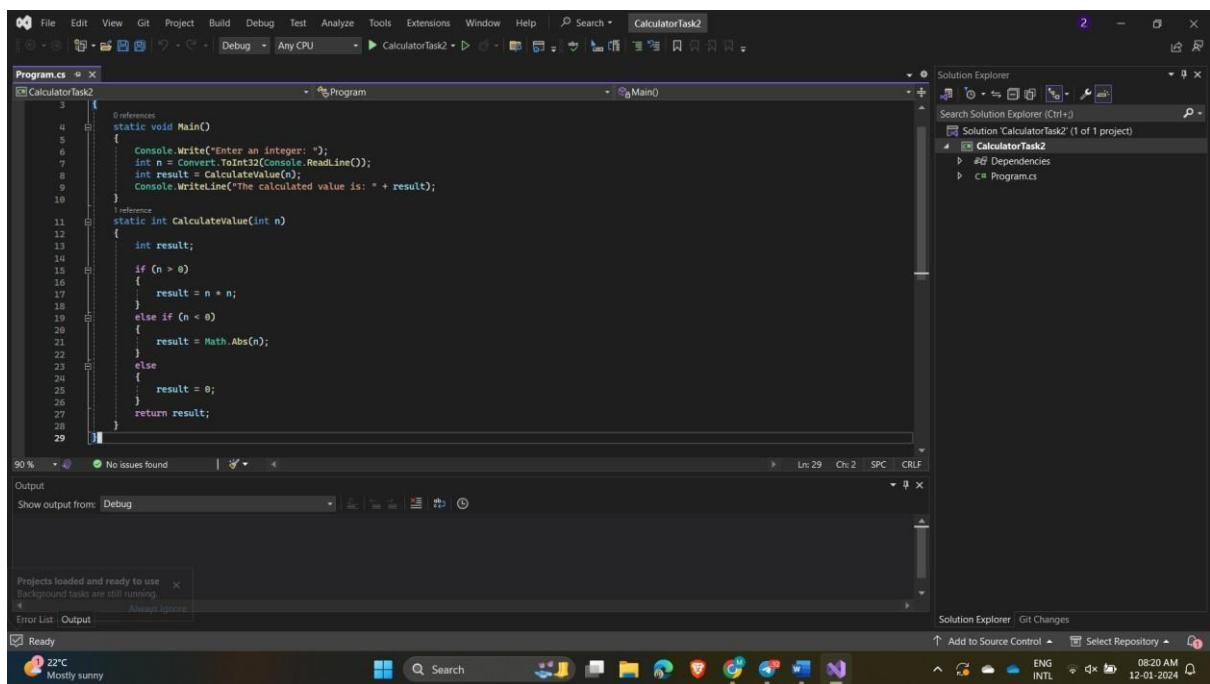 File Edit View Git Project Build Debug Test Analyze Tools Extensions Window Help Search CalculatorTask2 2
Debug Any CPU CalculatorTask2
Program.cs
CalculatorTask2 Program Main()
3 {
0 references
4 static void Main()
5 {
6 Console.Write("Enter an integer: ");
7 int n = Convert.ToInt32(Console.ReadLine());
8 int result = CalculateValue(n);
9 Console.WriteLine("The calculated value is: " + result);
10 }
1 reference
11 static int CalculateValue(int n)
12 {
13 int result;
14
15 if (n > 0)
16 {
17 result = n * n;
18 }
19 else if (n < 0)
20 {
21 result = Math.Abs(n);
22 }
23 else
24 {
25 result = 0;
26 }
27 return result;
28 }
29 }
90 % No issues found Ln: 29 Ch: 2 SPC CRLF
Output
Show output from: Debug
Projects loaded and ready to use
Background tasks are still running.
Always ignore
Error List Output
Solution Explorer
Search Solution Explorer (Ctrl+;)
Solution 'CalculatorTask2' (1 of 1 project)
CalculatorTask2
Dependencies
C# Program.cs
Solution Explorer Git Changes
Ready Add to Source Control Select Repository
22°C
Mostly sunny
Search
ENG
INTL
08:20 AM
12-01-2024